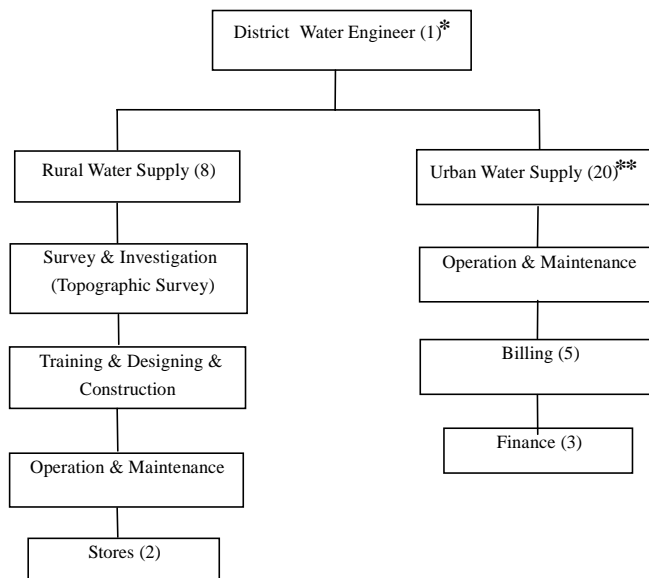 District Water Engineer (1)*
Rural Water Supply (8)
Survey & Investigation
(Topographic Survey)
Training & Designing &
Construction
Operation & Maintenance
Stores (2)
Urban Water Supply (20)**
Operation & Maintenance
Billing (5)
Finance (3)